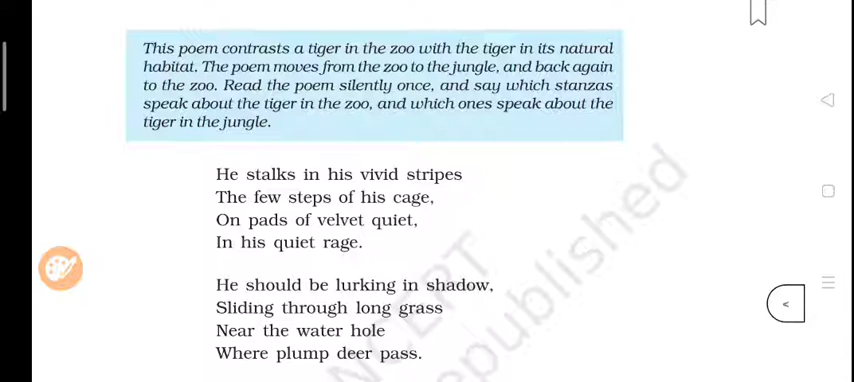 This poem contrasts a tiger in the zoo with the tiger in its natural
habitat. The poem moves from the zoo to the jungle, and back again
to the zoo. Read the poem silently once, and say which stanzas
speak about the tiger in the zoo, and which ones speak about the
tiger in the jungle.
He stalks in his vivid stripes
The few steps of his cage,
On pads of velvet quiet,
In his quiet rage.
He should be lurking in shadow,
Sliding through long grass
Near the water hole
Where plump deer pass.
NCERT
republished